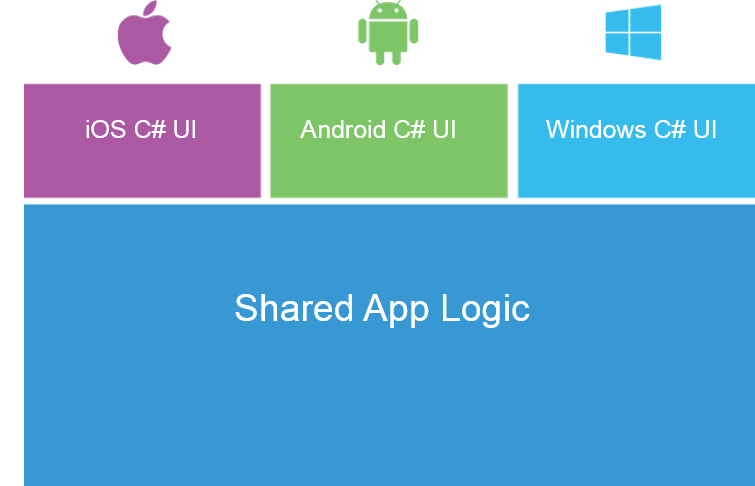 iOS C# UI
Android C# UI
Windows C# UI
Shared App Logic